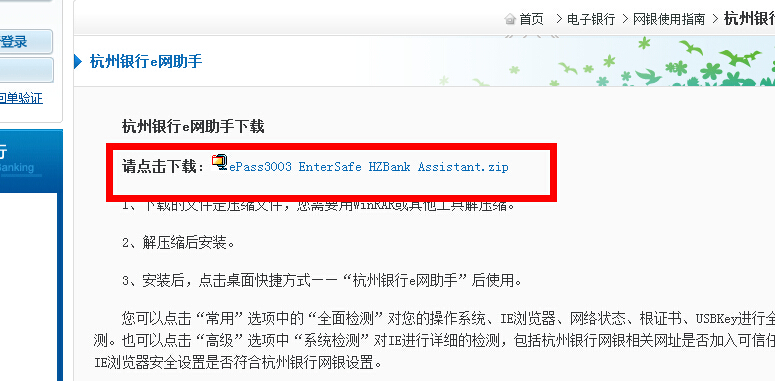 首页 > 电子银行 > 网银使用指南 > 杭州银行
登录
杭州银行e网助手
回单验证
杭州银行e网助手下载
行
anking
请点击下载：ePass3003 EnterSafe HZBank Assistant.zip
1、下载的文件是压缩文件，您需要用WinRAR或其他工具解压缩。
2、解压缩后安装。
3、安装后，点击桌面快捷方式——“杭州银行e网助手”后使用。
您可以点击“常用”选项中的“全面检测”对您的操作系统、IE浏览器、网络状态、根证书、USBKey进行全
测。也可以点击“高级”选项中“系统检测”对IE进行详细的检测，包括杭州银行网银相关网址是否加入可信任
IE浏览器安全设置是否符合杭州银行网银设置。